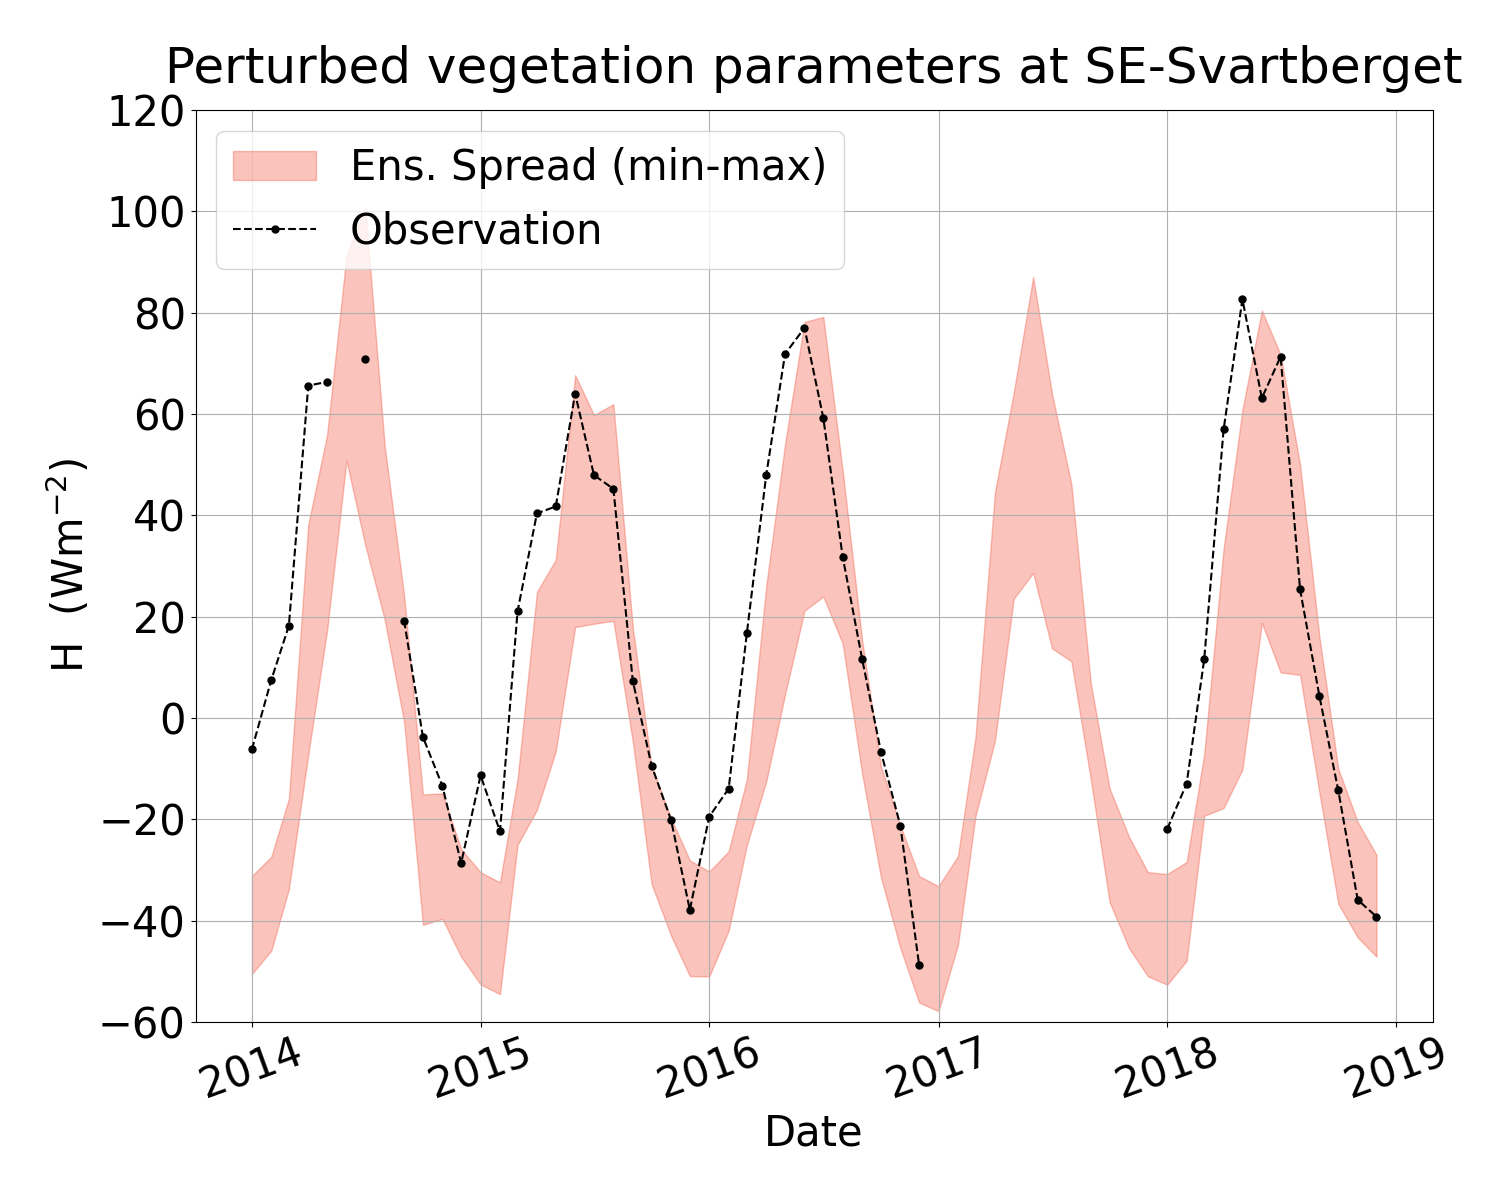 Perturbed vegetation parameters at SE-Svartberget
120
100
80
60
40
20
0
−20
−40
−60
H (Wm⁻²)
Ens. Spread (min-max)
Observation
2014 2015 2016 2017 2018 2019
Date